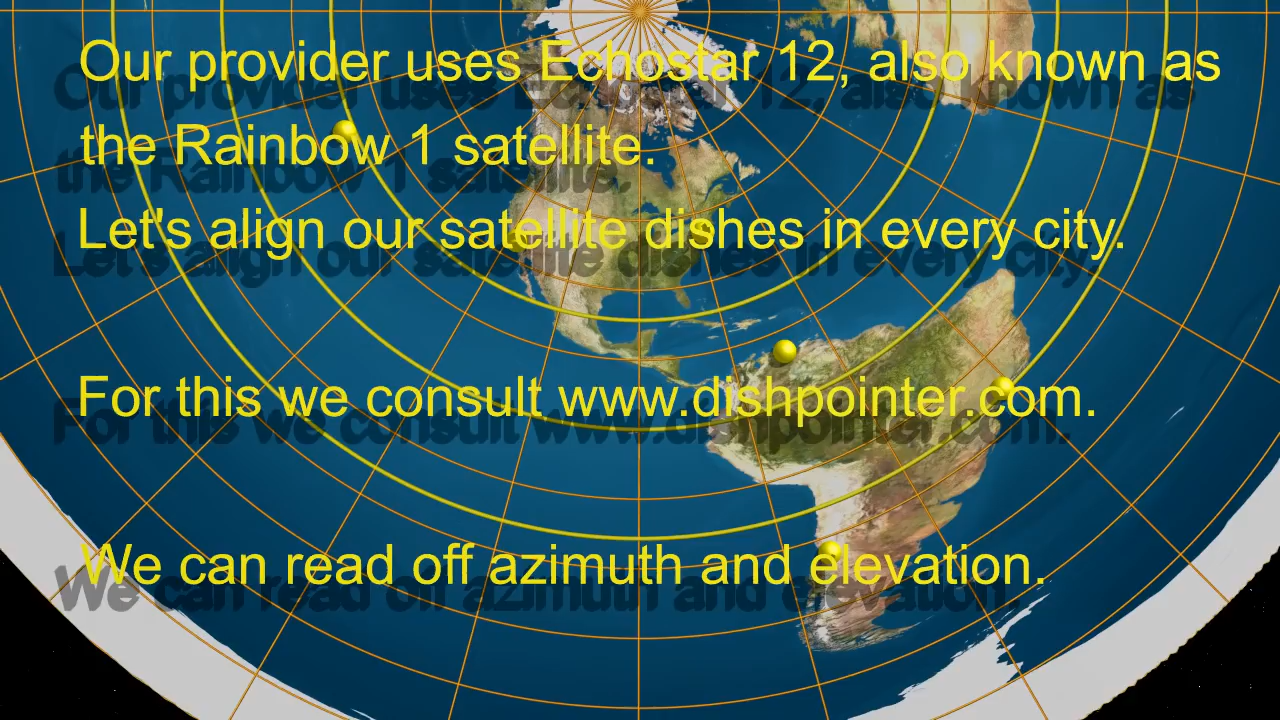 Our provider uses Echostar 12, also known as
the Rainbow 1 satellite.
Let's align our satellite dishes in every city.
For this we consult www.dishpointer.com.
We can read off azimuth and elevation.